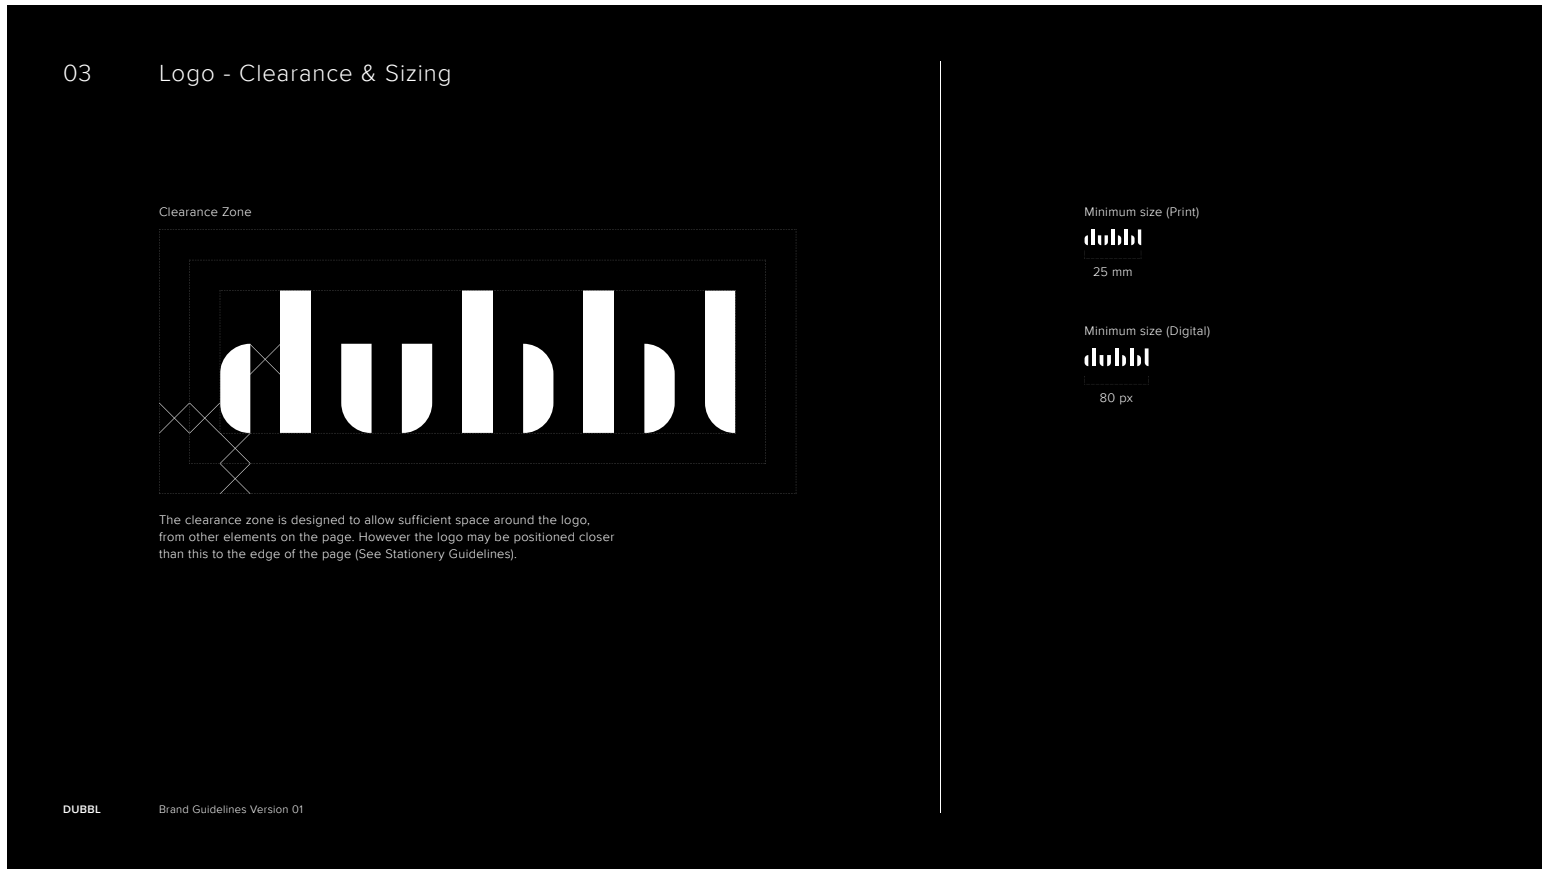 03
Logo - Clearance & Sizing
Clearance Zone
dubbl
The clearance zone is designed to allow sufficient space around the logo,
from other elements on the page. However the logo may be positioned closer
than this to the edge of the page (See Stationery Guidelines).
Minimum size (Print)
dubbl
25 mm
Minimum size (Digital)
dubbl
80 px
DUBBL
Brand Guidelines Version 01